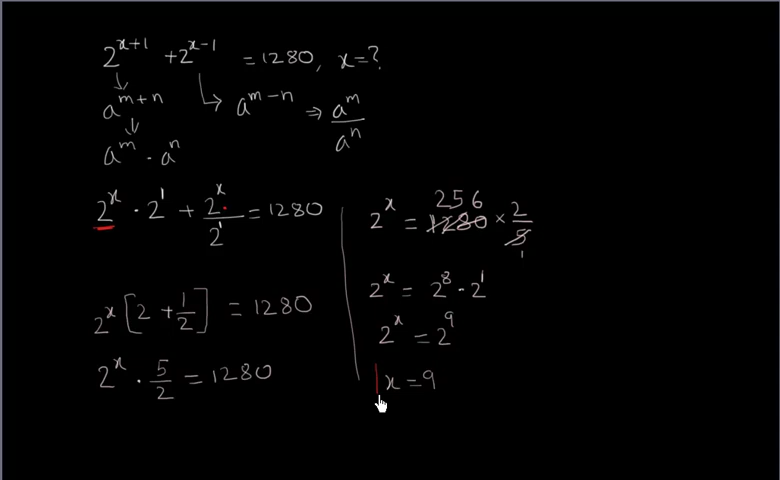 2^(x+1) + 2^(x-1) = 1280, x = ?
↓ ↳ a^(m-n) ⇒ a^m/a^n
a^(m+n)
↓
a^m · a^n
2^x · 2^1 + 2^x/2^1 = 1280
2^x [2 + 1/2] = 1280
2^x · 5/2 = 1280
256
2^x = 1280 × 2/5
1
2^x = 2^8 · 2^1
2^x = 2^9
x = 9